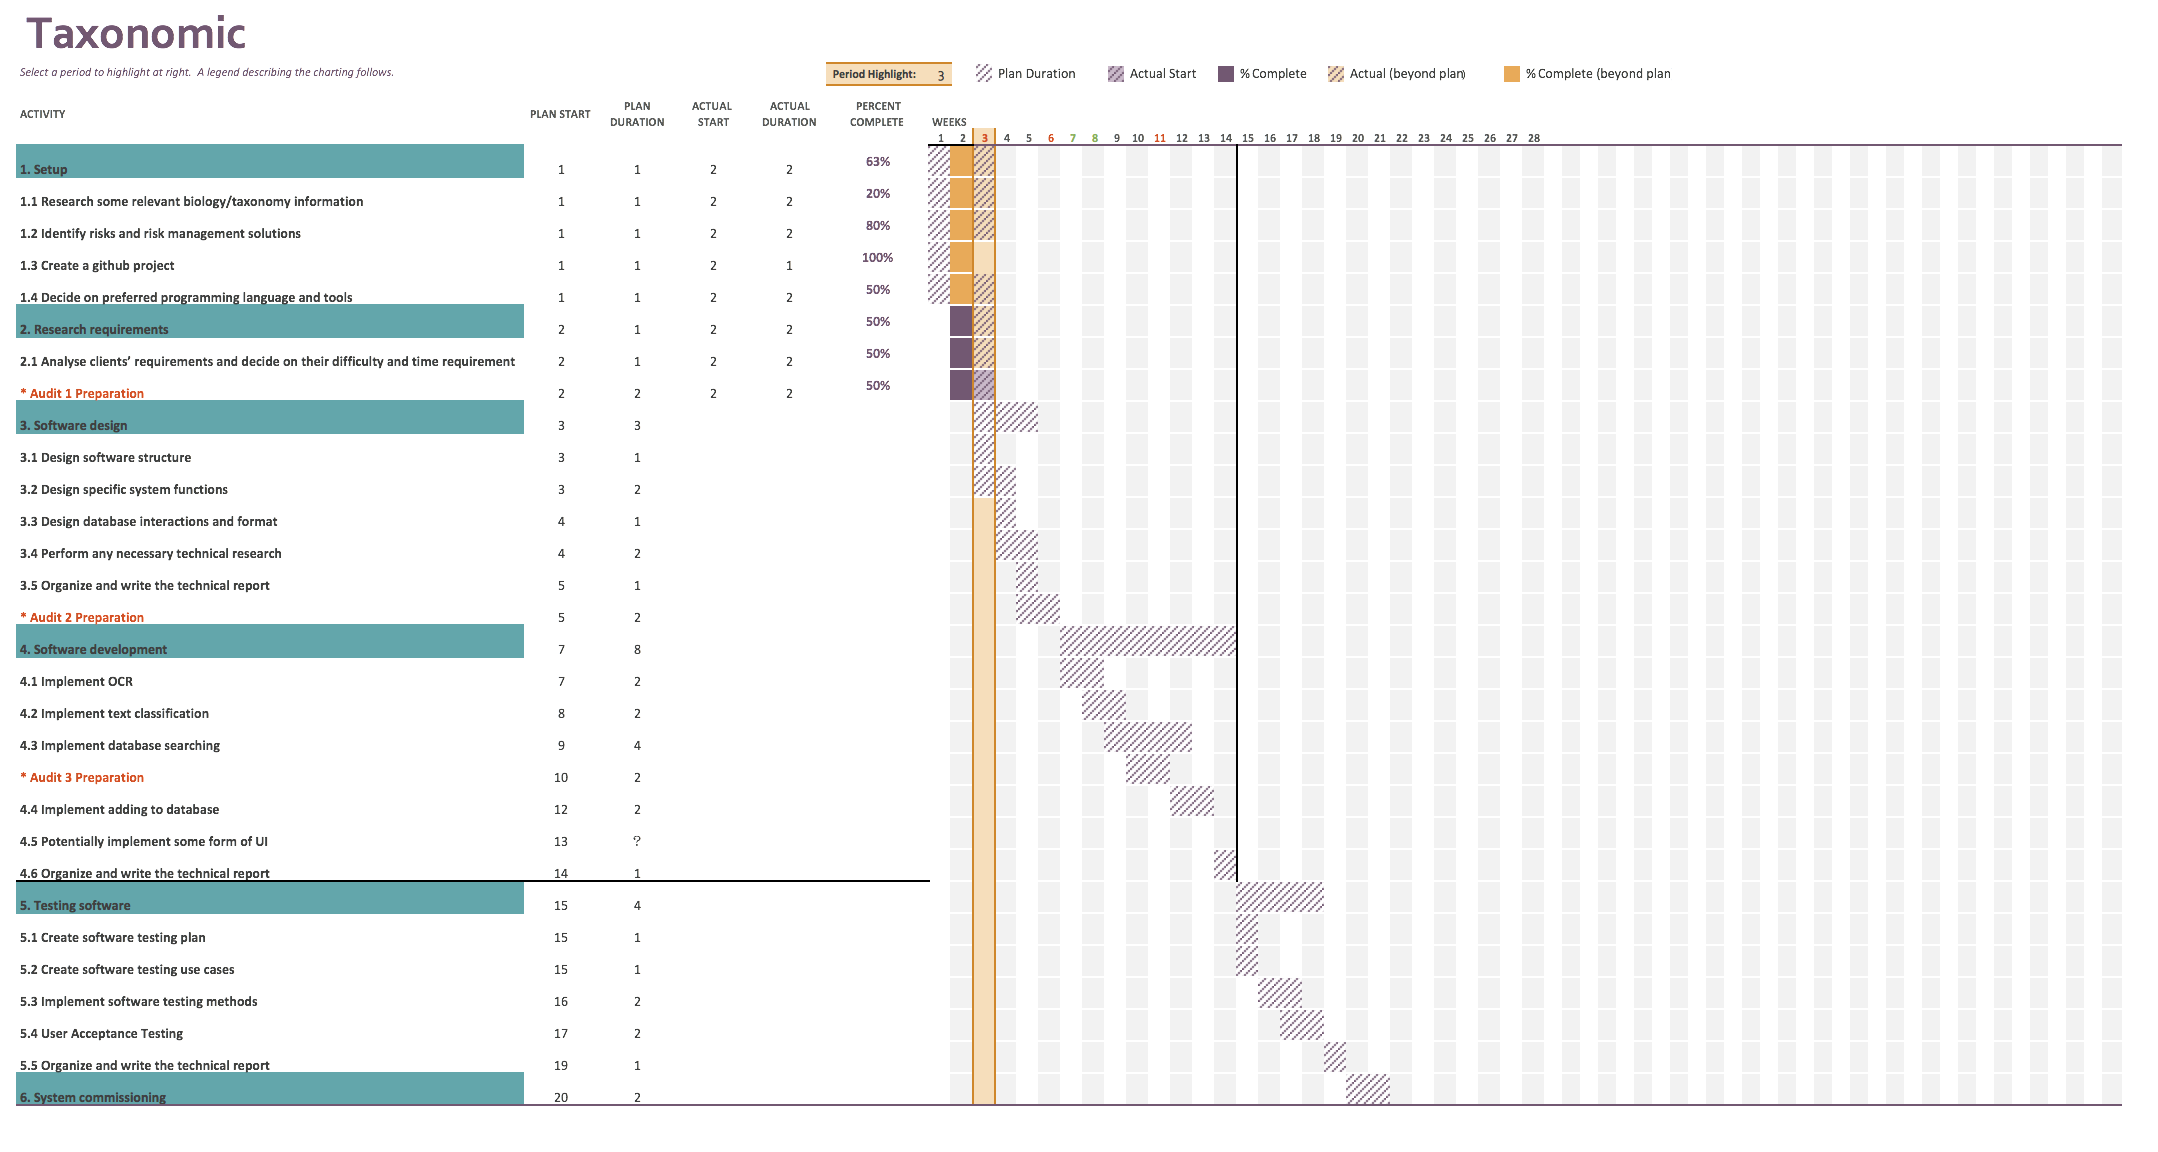 Taxonomic
Select a period to highlight at right.  A legend describing the charting follows.
Period Highlight: 3 Plan Duration Actual Start % Complete Actual (beyond plan) % Complete (beyond plan
ACTIVITY PLAN START PLAN DURATION ACTUAL START ACTUAL DURATION PERCENT COMPLETE WEEKS
1 2 3 4 5 6 7 8 9 10 11 12 13 14 15 16 17 18 19 20 21 22 23 24 25 26 27 28
1. Setup 1 1 2 2 63%
1.1 Research some relevant biology/taxonomy information 1 1 2 2 20%
1.2 Identify risks and risk management solutions 1 1 2 2 80%
1.3 Create a github project 1 1 2 1 100%
1.4 Decide on preferred programming language and tools 1 1 2 2 50%
2. Research requirements 2 1 2 2 50%
2.1 Analyse clients’ requirements and decide on their difficulty and time requirement 2 1 2 2 50%
* Audit 1 Preparation 2 2 2 2 50%
3. Software design 3 3
3.1 Design software structure 3 1
3.2 Design specific system functions 3 2
3.3 Design database interactions and format 4 1
3.4 Perform any necessary technical research 4 2
3.5 Organize and write the technical report 5 1
* Audit 2 Preparation 5 2
4. Software development 7 8
4.1 Implement OCR 7 2
4.2 Implement text classification 8 2
4.3 Implement database searching 9 4
* Audit 3 Preparation 10 2
4.4 Implement adding to database 12 2
4.5 Potentially implement some form of UI 13 ?
4.6 Organize and write the technical report 14 1
5. Testing software 15 4
5.1 Create software testing plan 15 1
5.2 Create software testing use cases 15 1
5.3 Implement software testing methods 16 2
5.4 User Acceptance Testing 17 2
5.5 Organize and write the technical report 19 1
6. System commissioning 20 2